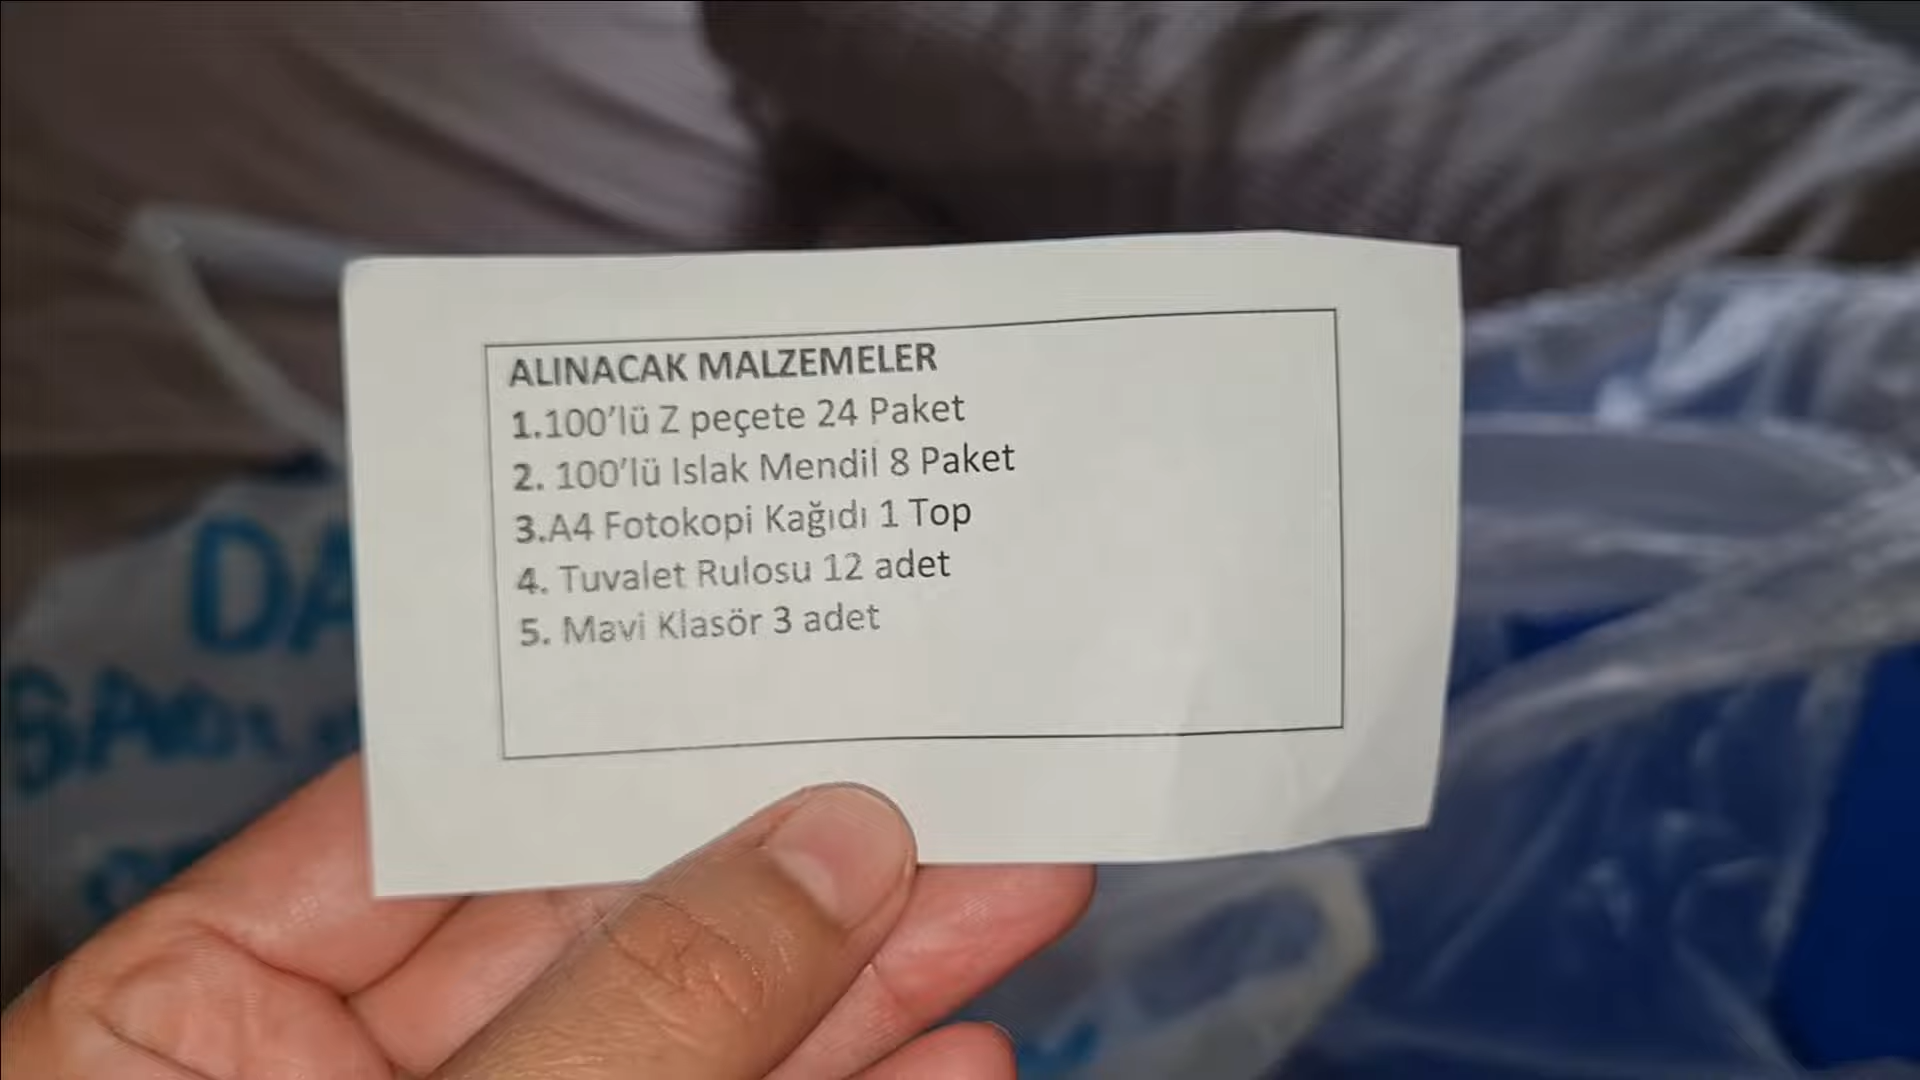 ALINACAK MALZEMELER
1.100'lü Z peçete 24 Paket
2. 100'lü Islak Mendil 8 Paket
3.A4 Fotokopi Kağıdı 1 Top
4. Tuvalet Rulosu 12 adet
5. Mavi Klasör 3 adet
DA